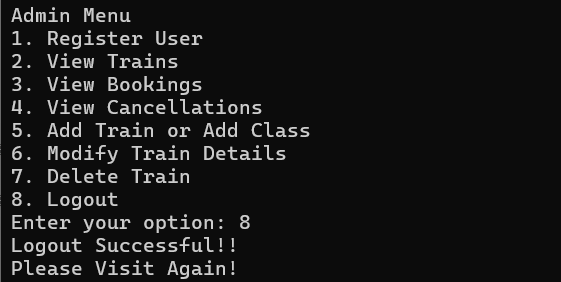 Admin Menu
1. Register User
2. View Trains
3. View Bookings
4. View Cancellations
5. Add Train or Add Class
6. Modify Train Details
7. Delete Train
8. Logout
Enter your option: 8
Logout Successful!!
Please Visit Again!